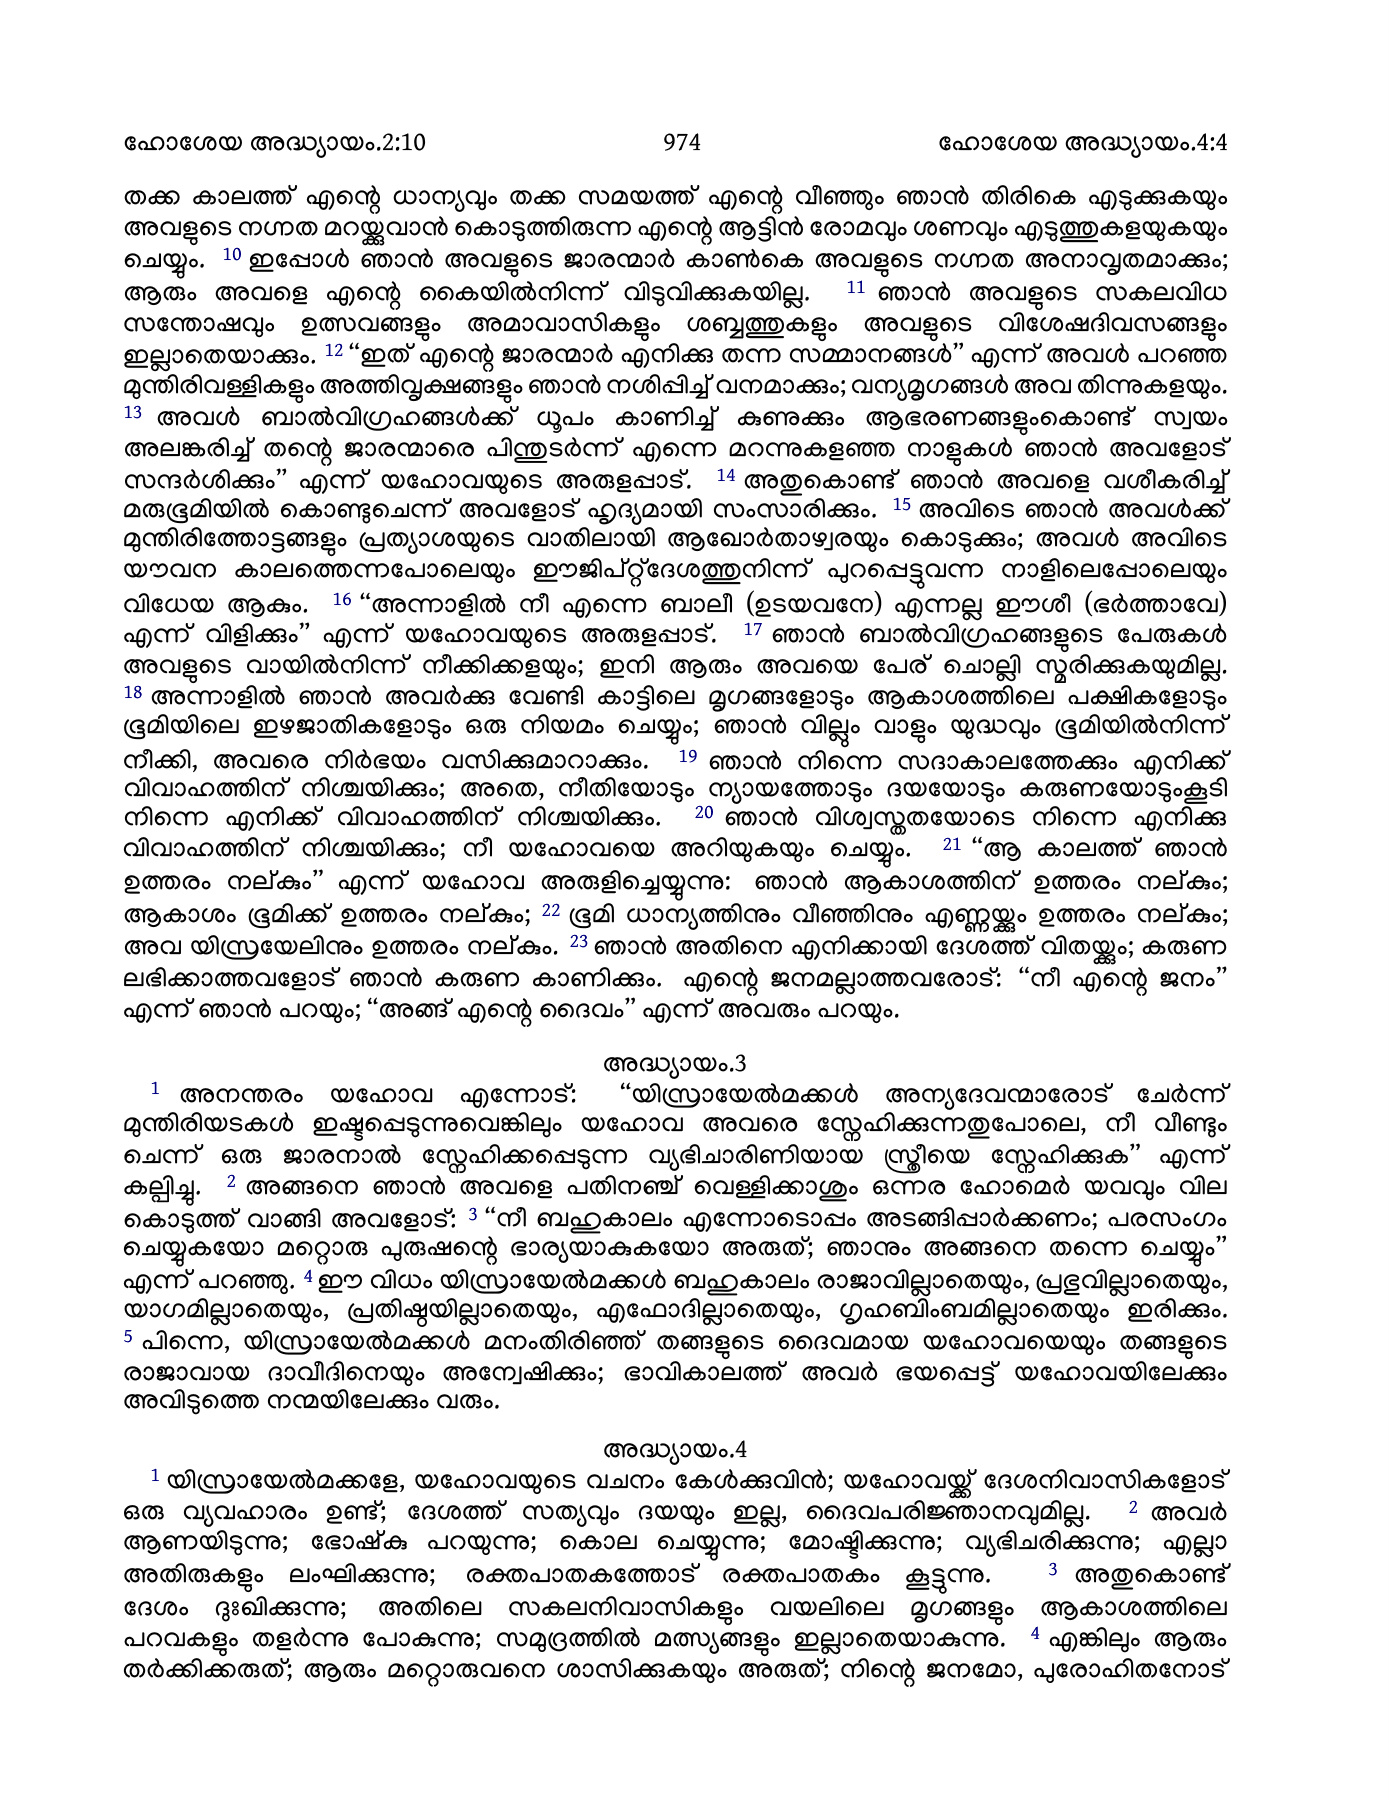 ഹോശേയ അദ്ധ്യായം.2:10 974 ഹോശേയ അദ്ധ്യായം.4:4
തക്ക കാലത്ത് എന്റെ ധാന്യവും തക്ക സമയത്ത് എന്റെ വീഞ്ഞും ഞാൻ തിരികെ എടുക്കുകയും
അവളുടെ നഗ്നത മറയ്ക്കുവാൻ കൊടുത്തിരുന്ന എന്റെ ആട്ടിൻ രോമവും ശണവും എടുത്തുകളയുകയും
ചെയ്യും. 10 ഇപ്പോൾ ഞാൻ അവളുടെ ജാരന്മാർ കാൺകെ അവളുടെ നഗ്നത അനാവൃതമാക്കും;
ആരും അവളെ എന്റെ കൈയിൽനിന്ന് വിടുവിക്കുകയില്ല. 11 ഞാൻ അവളുടെ സകലവിധ
സന്തോഷവും ഉത്സവങ്ങളും അമാവാസികളും ശബ്ബത്തുകളും അവളുടെ വിശേഷദിവസങ്ങളും
ഇല്ലാതെയാക്കും. 12 “ഇത് എന്റെ ജാരന്മാർ എനിക്കു തന്ന സമ്മാനങ്ങൾ” എന്ന് അവൾ പറഞ്ഞ
മുന്തിരിവള്ളികളും അത്തിവൃക്ഷങ്ങളും ഞാൻ നശിപ്പിച്ച് വനമാക്കും; വന്യമൃഗങ്ങൾ അവ തിന്നുകളയും.
13 അവൾ ബാൽവിഗ്രഹങ്ങൾക്ക് ധൂപം കാണിച്ച് കുണുക്കും ആഭരണങ്ങളുംകൊണ്ട് സ്വയം
അലങ്കരിച്ച് തന്റെ ജാരന്മാരെ പിന്തുടർന്ന് എന്നെ മറന്നുകളഞ്ഞ നാളുകൾ ഞാൻ അവളോട്
സന്ദർശിക്കും” എന്ന് യഹോവയുടെ അരുളപ്പാട്. 14 അതുകൊണ്ട് ഞാൻ അവളെ വശീകരിച്ച്
മരുഭൂമിയിൽ കൊണ്ടുചെന്ന് അവളോട് ഹൃദ്യമായി സംസാരിക്കും. 15 അവിടെ ഞാൻ അവൾക്ക്
മുന്തിരിത്തോട്ടങ്ങളും പ്രത്യാശയുടെ വാതിലായി ആഖോർതാഴ്വരയും കൊടുക്കും; അവൾ അവിടെ
യൗവന കാലത്തെന്നപോലെയും ഈജിപ്റ്റ്ദേശത്തുനിന്ന് പുറപ്പെട്ടുവന്ന നാളിലെപ്പോലെയും
വിധേയ ആകും. 16 “അന്നാളിൽ നീ എന്നെ ബാലീ (ഉടയവനേ) എന്നല്ല ഈശീ (ഭർത്താവേ)
എന്ന് വിളിക്കും” എന്ന് യഹോവയുടെ അരുളപ്പാട്. 17 ഞാൻ ബാൽവിഗ്രഹങ്ങളുടെ പേരുകൾ
അവളുടെ വായിൽനിന്ന് നീക്കിക്കളയും; ഇനി ആരും അവയെ പേര് ചൊല്ലി സ്മരിക്കുകയുമില്ല.
18 അന്നാളിൽ ഞാൻ അവർക്കു വേണ്ടി കാട്ടിലെ മൃഗങ്ങളോടും ആകാശത്തിലെ പക്ഷികളോടും
ഭൂമിയിലെ ഇഴജാതികളോടും ഒരു നിയമം ചെയ്യും; ഞാൻ വില്ലും വാളും യുദ്ധവും ഭൂമിയിൽനിന്ന്
നീക്കി, അവരെ നിർഭയം വസിക്കുമാറാക്കും. 19 ഞാൻ നിന്നെ സദാകാലത്തേക്കും എനിക്ക്
വിവാഹത്തിന് നിശ്ചയിക്കും; അതെ, നീതിയോടും ന്യായത്തോടും ദയയോടും കരുണയോടുംകൂടി
നിന്നെ എനിക്ക് വിവാഹത്തിന് നിശ്ചയിക്കും. 20 ഞാൻ വിശ്വസ്തതയോടെ നിന്നെ എനിക്കു
വിവാഹത്തിന് നിശ്ചയിക്കും; നീ യഹോവയെ അറിയുകയും ചെയ്യും. 21 “ആ കാലത്ത് ഞാൻ
ഉത്തരം നല്കും” എന്ന് യഹോവ അരുളിച്ചെയ്യുന്നു: ഞാൻ ആകാശത്തിന് ഉത്തരം നല്കും;
ആകാശം ഭൂമിക്ക് ഉത്തരം നല്കും; 22 ഭൂമി ധാന്യത്തിനും വീഞ്ഞിനും എണ്ണയ്ക്കും ഉത്തരം നല്കും;
അവ യിസ്രയേലിനും ഉത്തരം നല്കും. 23 ഞാൻ അതിനെ എനിക്കായി ദേശത്ത് വിതയ്ക്കും; കരുണ
ലഭിക്കാത്തവളോട് ഞാൻ കരുണ കാണിക്കും. എന്റെ ജനമല്ലാത്തവരോട്: “നീ എന്റെ ജനം”
എന്ന് ഞാൻ പറയും; “അങ്ങ് എന്റെ ദൈവം” എന്ന് അവരും പറയും.
അദ്ധ്യായം.3
1 അനന്തരം യഹോവ എന്നോട്: “യിസ്രായേൽമക്കൾ അന്യദേവന്മാരോട് ചേർന്ന്
മുന്തിരിയടകൾ ഇഷ്ടപ്പെടുന്നുവെങ്കിലും യഹോവ അവരെ സ്നേഹിക്കുന്നതുപോലെ, നീ വീണ്ടും
ചെന്ന് ഒരു ജാരനാൽ സ്നേഹിക്കപ്പെടുന്ന വ്യഭിചാരിണിയായ സ്ത്രീയെ സ്നേഹിക്കുക” എന്ന്
കല്പിച്ചു. 2 അങ്ങനെ ഞാൻ അവളെ പതിനഞ്ച് വെള്ളിക്കാശും ഒന്നര ഹോമെർ യവവും വില
കൊടുത്ത് വാങ്ങി അവളോട്: 3 “നീ ബഹുകാലം എന്നോടൊപ്പം അടങ്ങിപ്പാർക്കണം; പരസംഗം
ചെയ്യുകയോ മറ്റൊരു പുരുഷന്റെ ഭാര്യയാകുകയോ അരുത്; ഞാനും അങ്ങനെ തന്നെ ചെയ്യും”
എന്ന് പറഞ്ഞു. 4 ഈ വിധം യിസ്രായേൽമക്കൾ ബഹുകാലം രാജാവില്ലാതെയും, പ്രഭുവില്ലാതെയും,
യാഗമില്ലാതെയും, പ്രതിഷ്ഠയില്ലാതെയും, എഫോദില്ലാതെയും, ഗൃഹബിംബമില്ലാതെയും ഇരിക്കും.
5 പിന്നെ, യിസ്രായേൽമക്കൾ മനംതിരിഞ്ഞ് തങ്ങളുടെ ദൈവമായ യഹോവയെയും തങ്ങളുടെ
രാജാവായ ദാവീദിനെയും അന്വേഷിക്കും; ഭാവികാലത്ത് അവർ ഭയപ്പെട്ട് യഹോവയിലേക്കും
അവിടുത്തെ നന്മയിലേക്കും വരും.
അദ്ധ്യായം.4
1 യിസ്രായേൽമക്കളേ, യഹോവയുടെ വചനം കേൾക്കുവിൻ; യഹോവയ്ക്ക് ദേശനിവാസികളോട്
ഒരു വ്യവഹാരം ഉണ്ട്; ദേശത്ത് സത്യവും ദയയും ഇല്ല, ദൈവപരിജ്ഞാനവുമില്ല. 2 അവർ
ആണയിടുന്നു; ഭോഷ്കു പറയുന്നു; കൊല ചെയ്യുന്നു; മോഷ്ടിക്കുന്നു; വ്യഭിചരിക്കുന്നു; എല്ലാ
അതിരുകളും ലംഘിക്കുന്നു; രക്തപാതകത്തോട് രക്തപാതകം കൂട്ടുന്നു. 3 അതുകൊണ്ട്
ദേശം ദുഃഖിക്കുന്നു; അതിലെ സകലനിവാസികളും വയലിലെ മൃഗങ്ങളും ആകാശത്തിലെ
പറവകളും തളർന്നു പോകുന്നു; സമുദ്രത്തിൽ മത്സ്യങ്ങളും ഇല്ലാതെയാകുന്നു. 4 എങ്കിലും ആരും
തർക്കിക്കരുത്; ആരും മറ്റൊരുവനെ ശാസിക്കുകയും അരുത്; നിന്റെ ജനമോ, പുരോഹിതനോട്